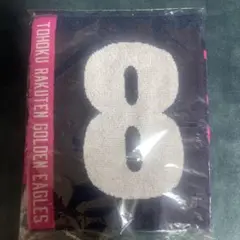 TOHOKU RAKUTEN GOLDEN EAGLES
8